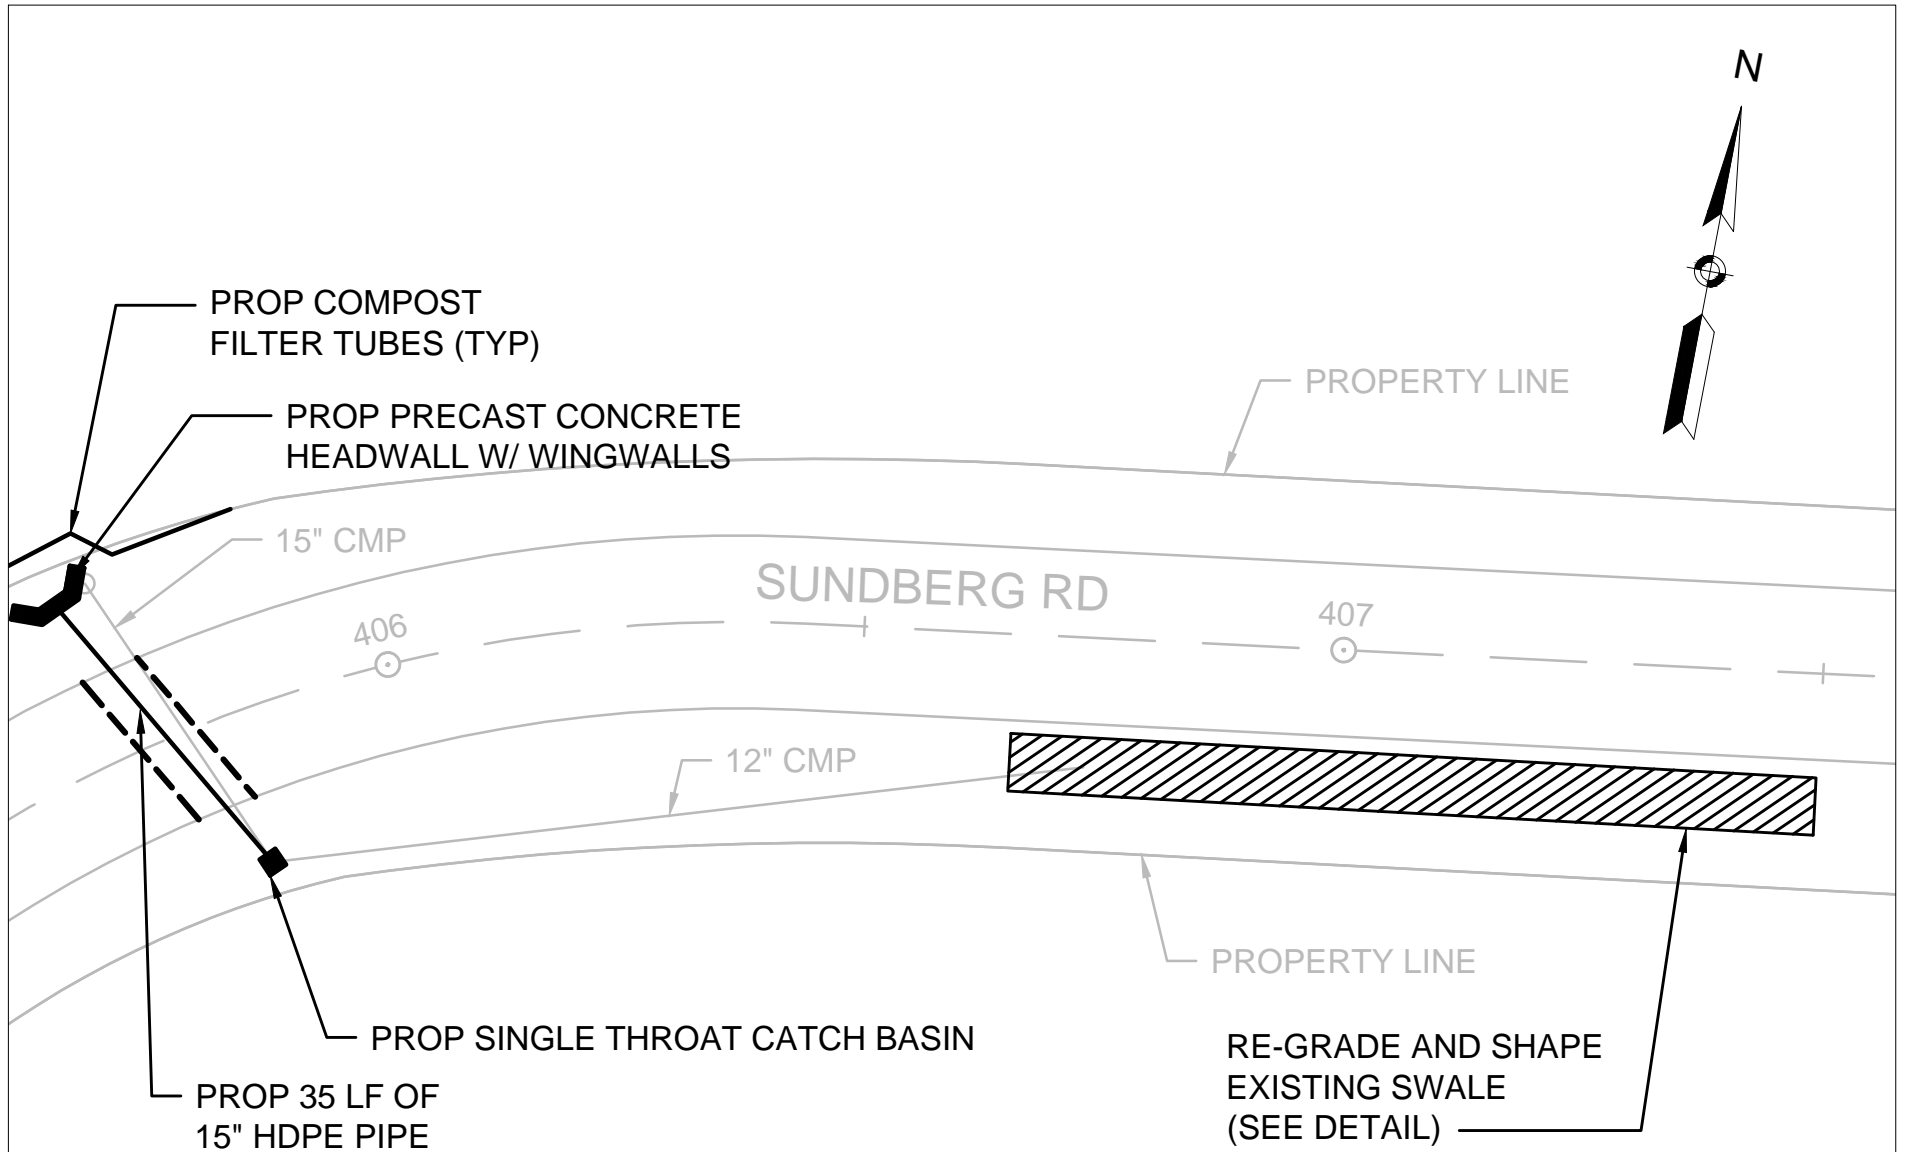 N
PROP COMPOST
FILTER TUBES (TYP)
PROPERTY LINE
PROP PRECAST CONCRETE
HEADWALL W/ WINGWALLS
15" CMP
SUNDBERG RD
406
407
12" CMP
PROPERTY LINE
PROP SINGLE THROAT CATCH BASIN
RE-GRADE AND SHAPE
EXISTING SWALE
(SEE DETAIL)
PROP 35 LF OF
15" HDPE PIPE